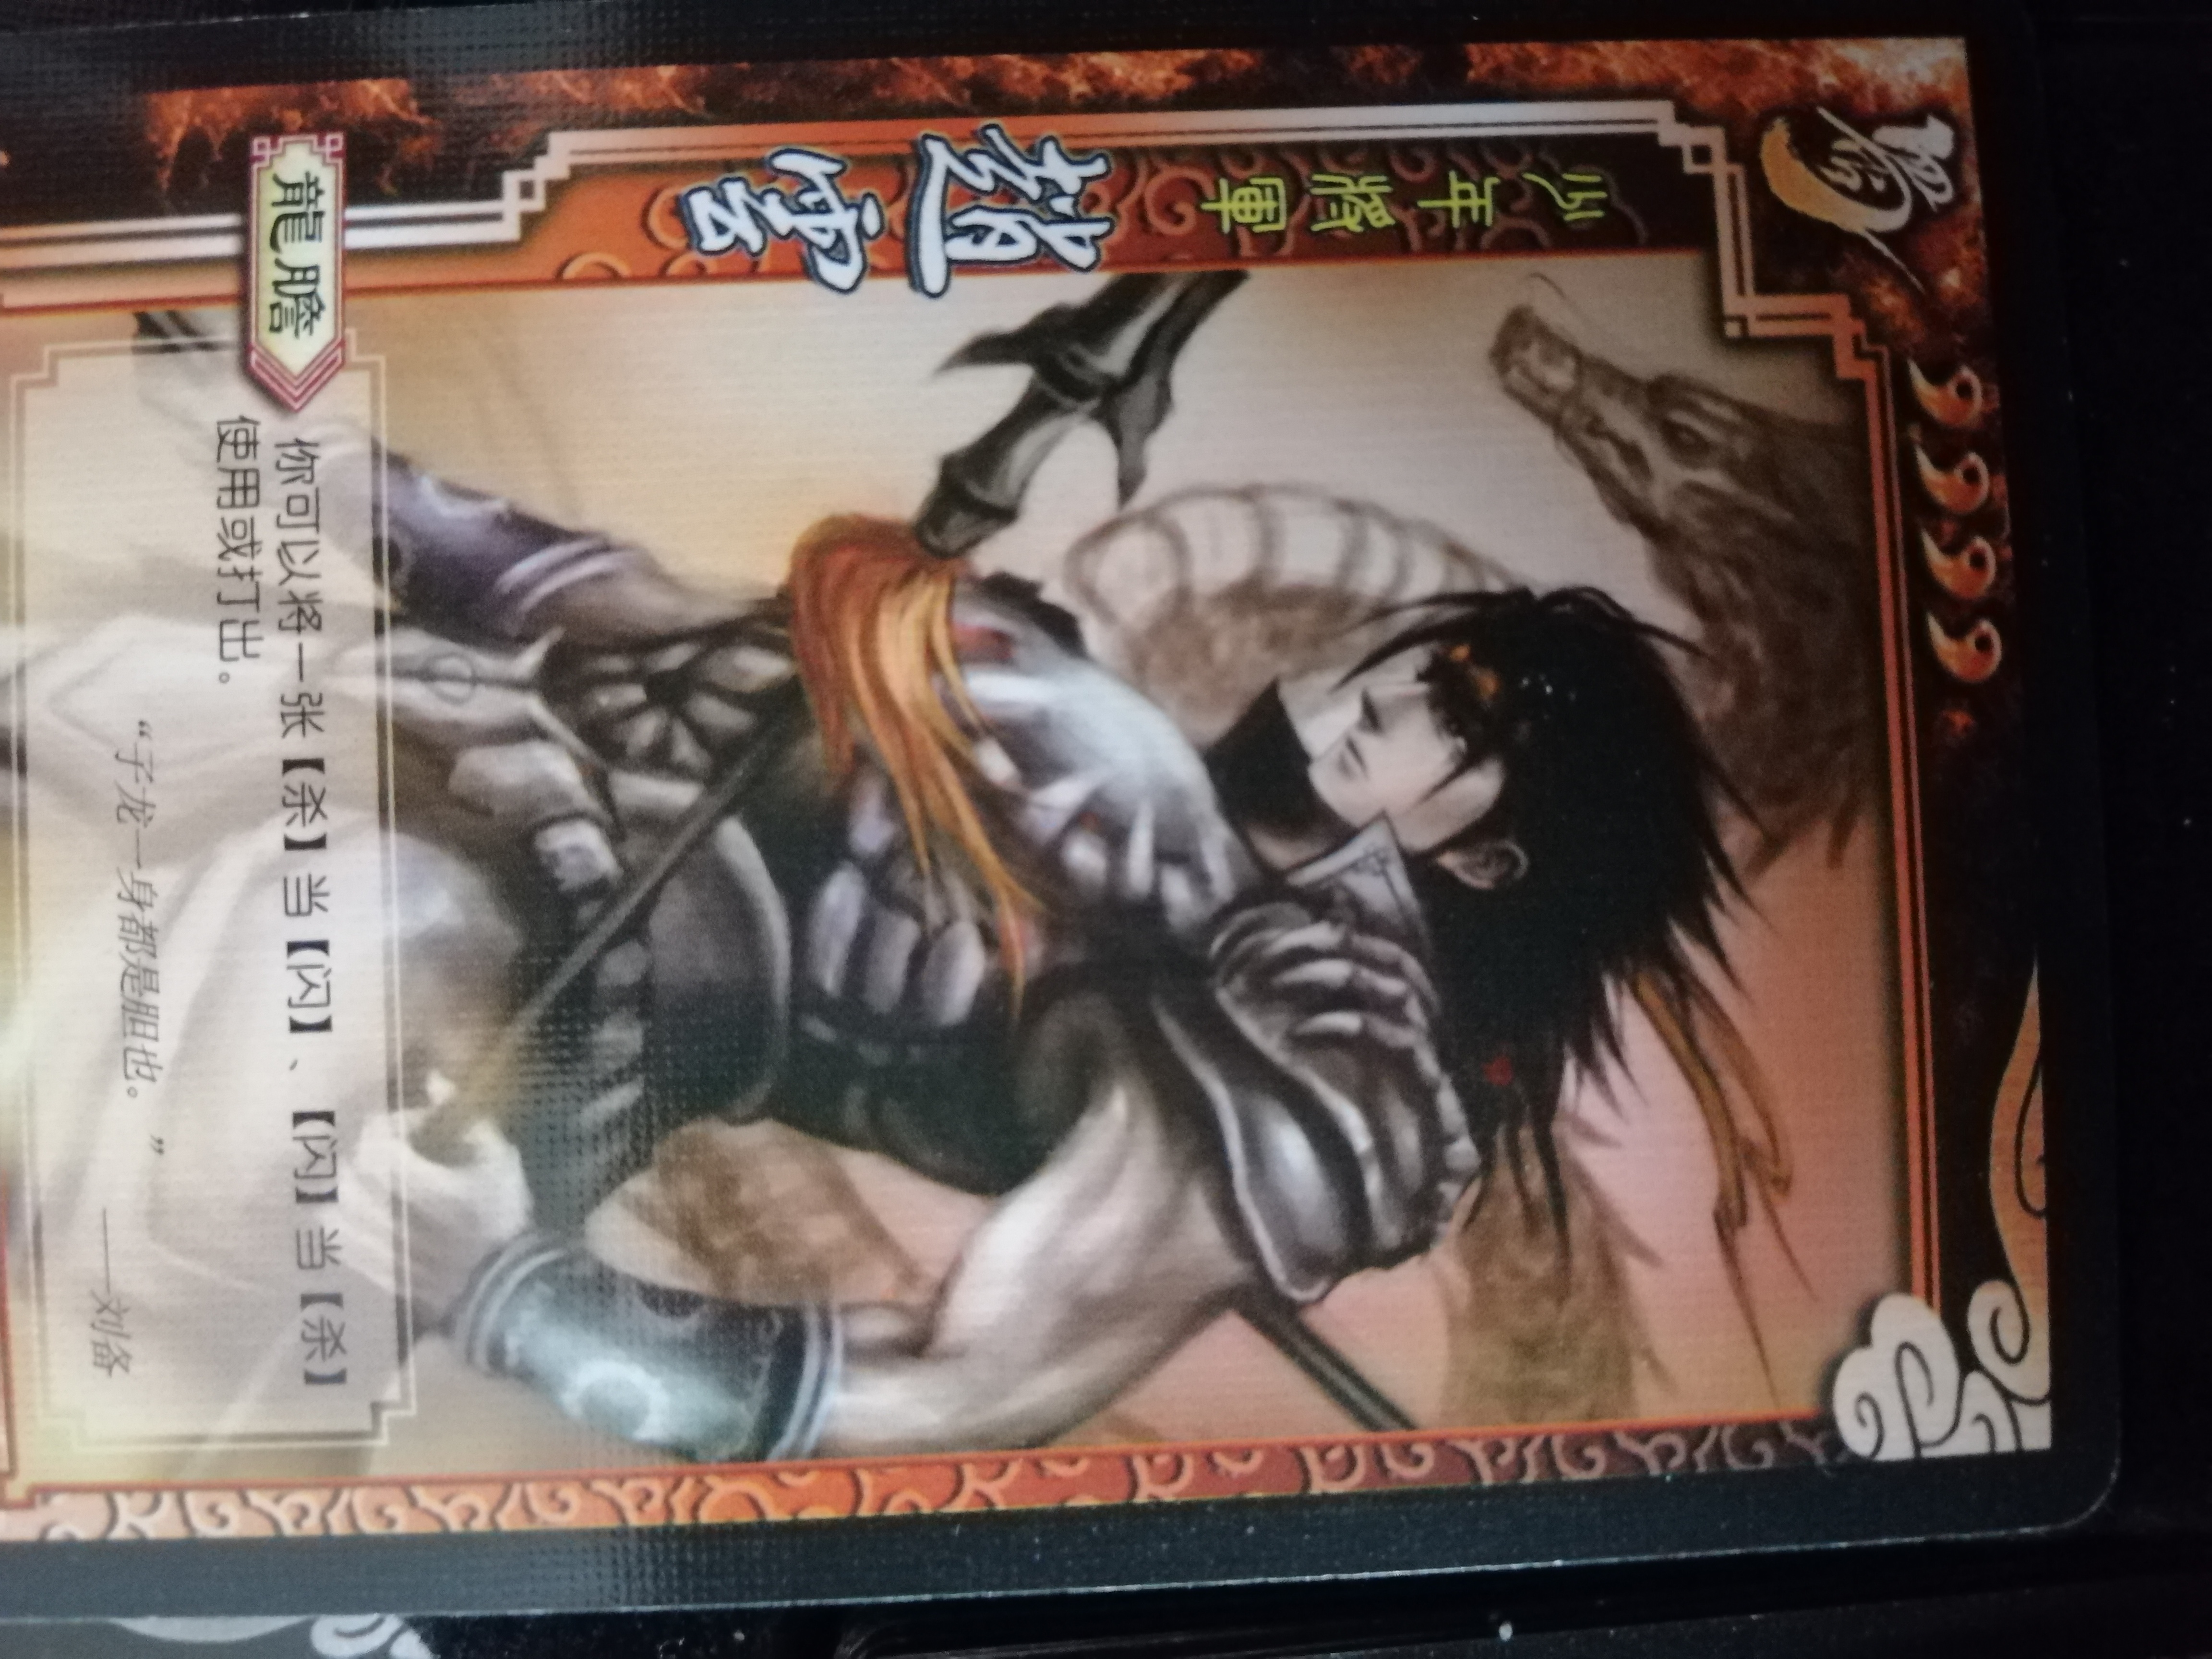 蜀
少年將軍
趙雲
龍膽
你可以将一张【杀】当【闪】、【闪】当【杀】
使用或打出。
“子龙一身都是胆也。”
——刘备